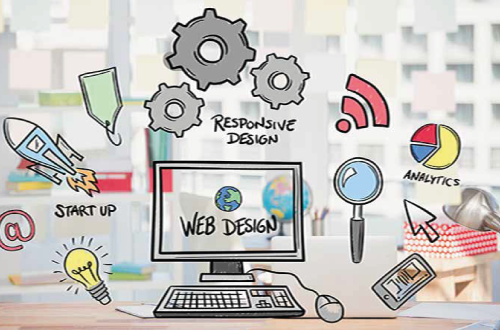 RESPONSIVE
DESIGN
ANALYTICS
START UP
WEB DESIGN
@